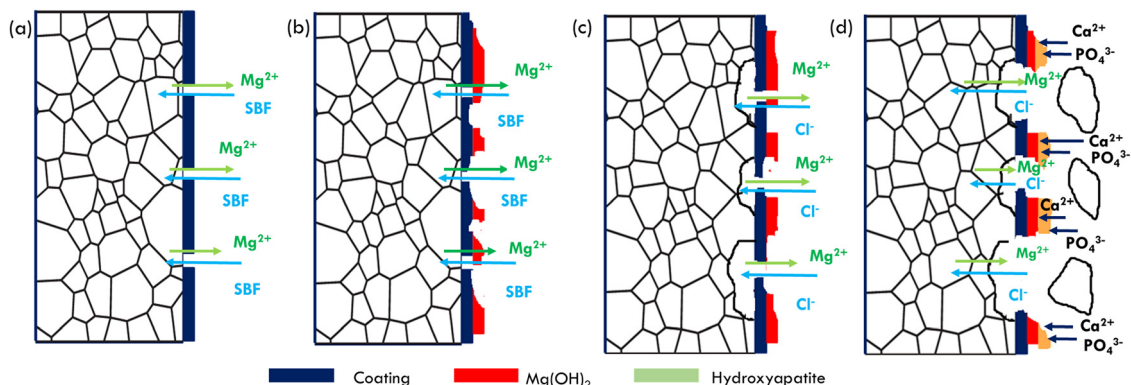 (a)
Mg²⁺
SBF
Mg²⁺
SBF
Mg²⁺
SBF
(b)
Mg²⁺
SBF
Mg²⁺
SBF
Mg²⁺
SBF
(c)
Mg²⁺
Cl⁻
Mg²⁺
Cl⁻
Mg²⁺
Cl⁻
(d)
Ca²⁺
PO₄³⁻
Mg²⁺
Cl⁻
Ca²⁺
PO₄³⁻
Mg²⁺
Cl⁻
Ca²⁺
PO₄³⁻
Mg²⁺
Cl⁻
Ca²⁺
PO₄³⁻
Coating
Mg(OH)₂
Hydroxyapatite